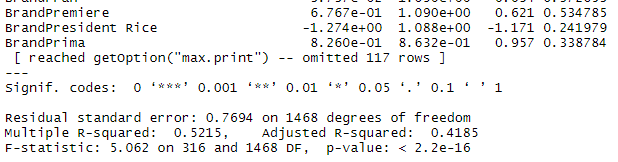 BrandPremiere 6.767e-01 1.090e+00 0.621 0.534785
BrandPresident Rice -1.274e+00 1.088e+00 -1.171 0.241979
BrandPrima 8.260e-01 8.632e-01 0.957 0.338784
[ reached getOption("max.print") -- omitted 117 rows ]
---
Signif. codes: 0 ‘***’ 0.001 ‘**’ 0.01 ‘*’ 0.05 ‘.’ 0.1 ‘ ’ 1
Residual standard error: 0.7694 on 1468 degrees of freedom
Multiple R-squared: 0.5215, Adjusted R-squared: 0.4185
F-statistic: 5.062 on 316 and 1468 DF, p-value: < 2.2e-16